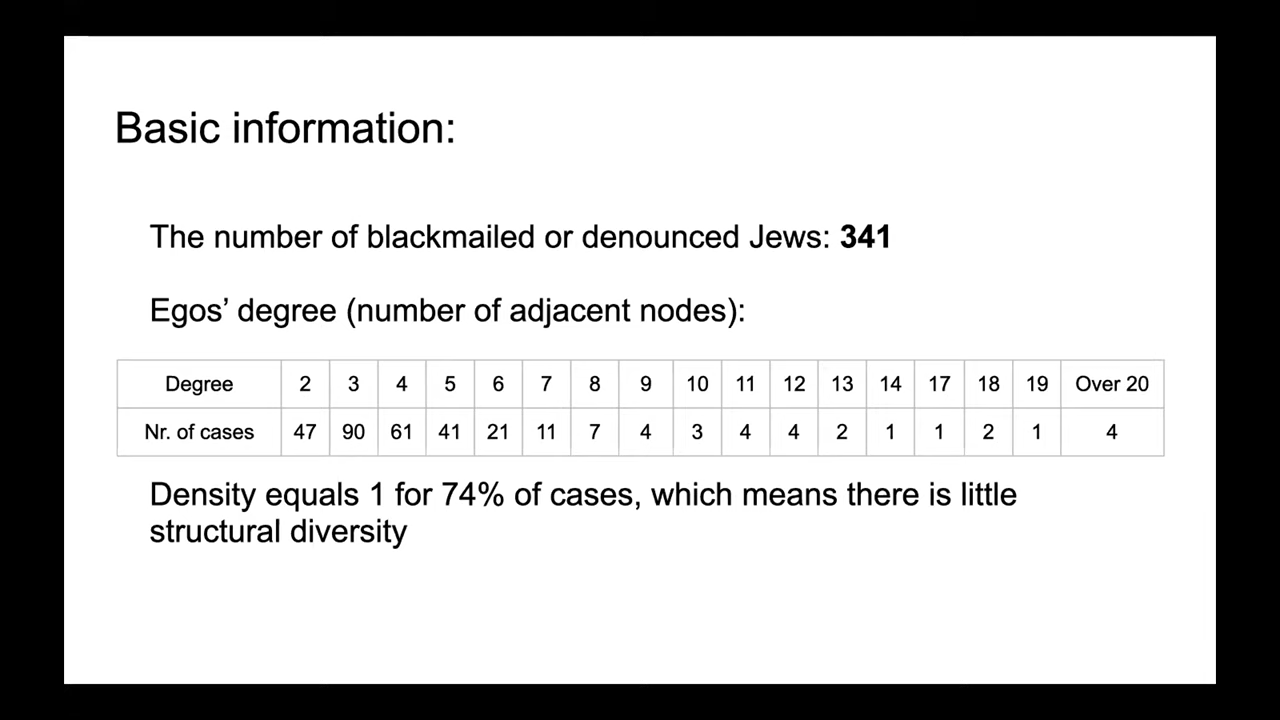 Basic information:
The number of blackmailed or denounced Jews: 341
Egos’ degree (number of adjacent nodes):
Degree 2 3 4 5 6 7 8 9 10 11 12 13 14 17 18 19 Over 20
Nr. of cases 47 90 61 41 21 11 7 4 3 4 4 2 1 1 2 1 4
Density equals 1 for 74% of cases, which means there is little
structural diversity